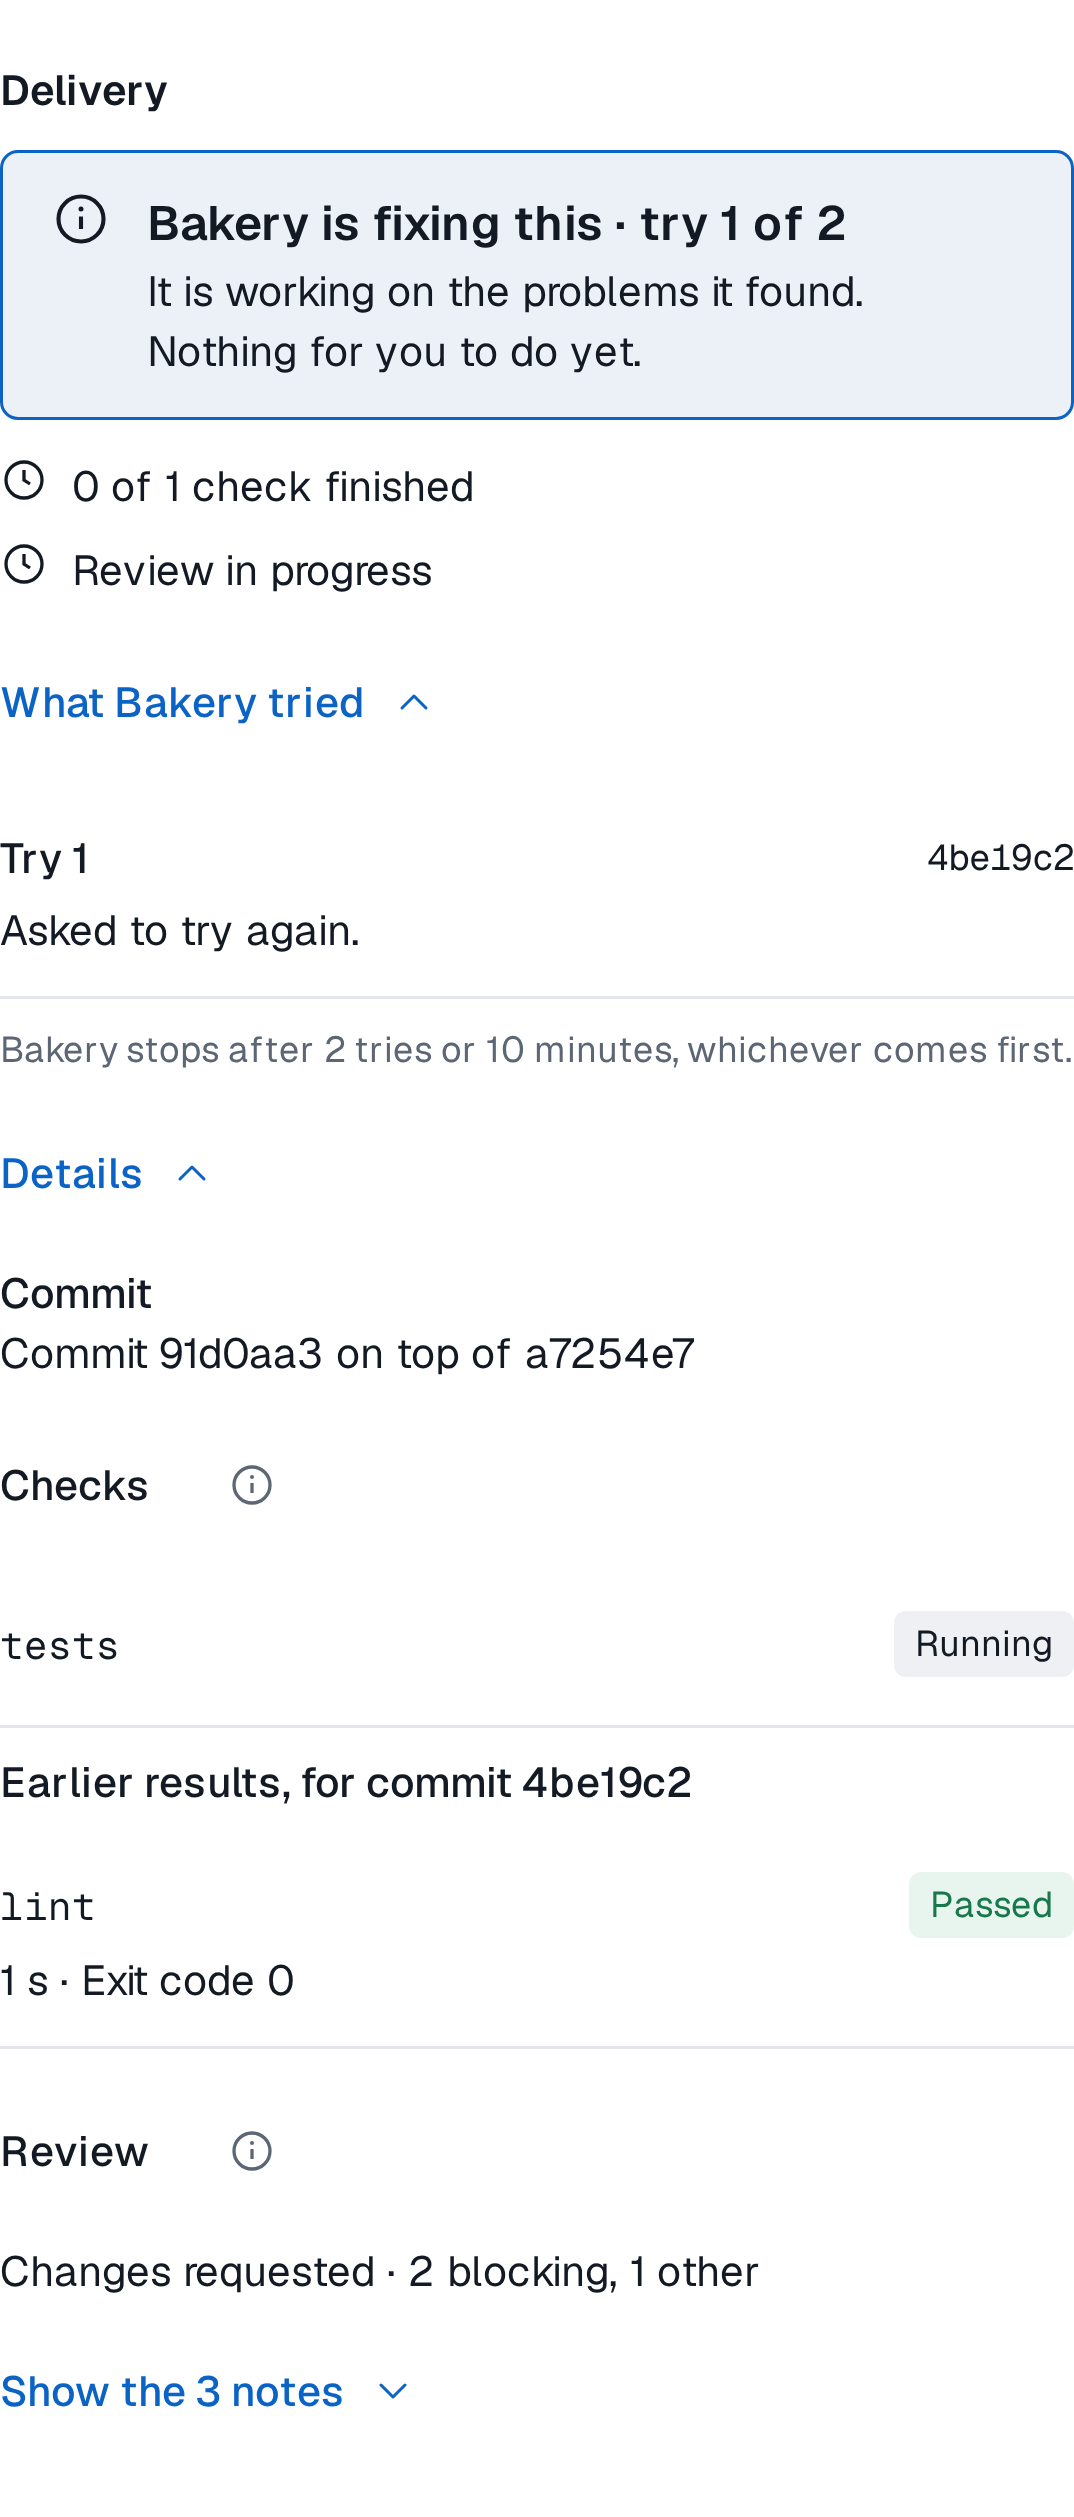 Delivery
Bakery is fixing this · try 1 of 2
It is working on the problems it found.
Nothing for you to do yet.
0 of 1 check finished
Review in progress
What Bakery tried
Try 1
4be19c2
Asked to try again.
Bakery stops after 2 tries or 10 minutes, whichever comes first.
Details
Commit
Commit 91d0aa3 on top of a7254e7
Checks
tests
Running
Earlier results, for commit 4be19c2
lint
Passed
1 s · Exit code 0
Review
Changes requested · 2 blocking, 1 other
Show the 3 notes